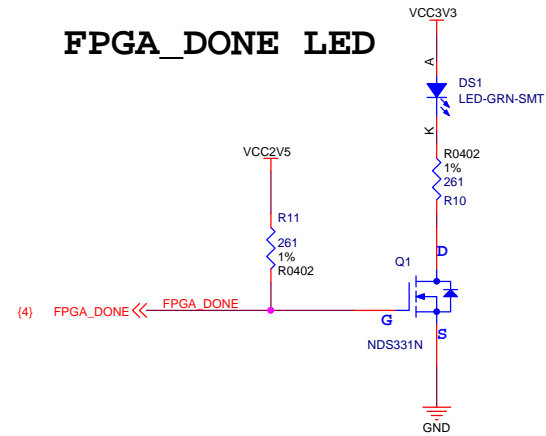 VCC3V3
FPGA_DONE LED
A
DS1
LED-GRN-SMT
K
VCC2V5
R0402
1%
261
R10
R11
261
1%
R0402
D
Q1
{4} FPGA_DONE
FPGA_DONE
G
S
NDS331N
GND